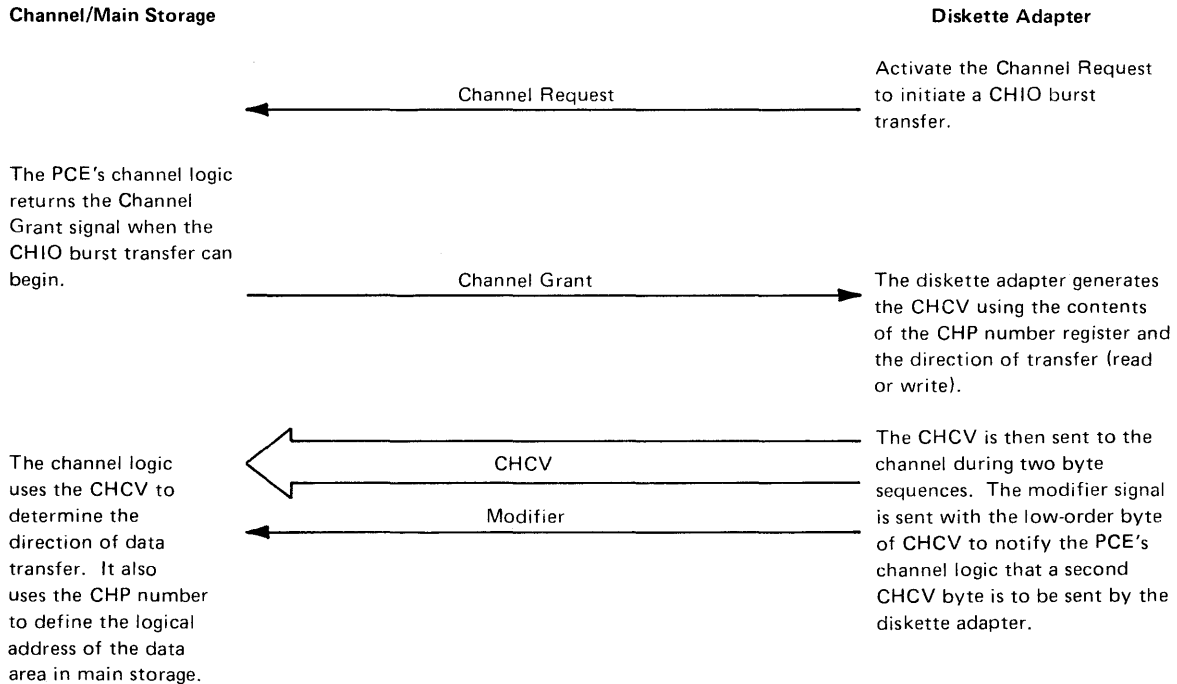 Channel/Main Storage
Diskette Adapter
Activate the Channel Request
to initiate a CHIO burst
transfer.
Channel Request
The PCE's channel logic
returns the Channel
Grant signal when the
CHIO burst transfer can
begin.
Channel Grant
The diskette adapter generates
the CHCV using the contents
of the CHP number register and
the direction of transfer (read
or write).
The CHCV is then sent to the
channel during two byte
sequences. The modifier signal
is sent with the low-order byte
of CHCV to notify the PCE's
channel logic that a second
CHCV byte is to be sent by the
diskette adapter.
CHCV
Modifier
The channel logic
uses the CHCV to
determine the
direction of data
transfer. It also
uses the CHP number
to define the logical
address of the data
area in main storage.